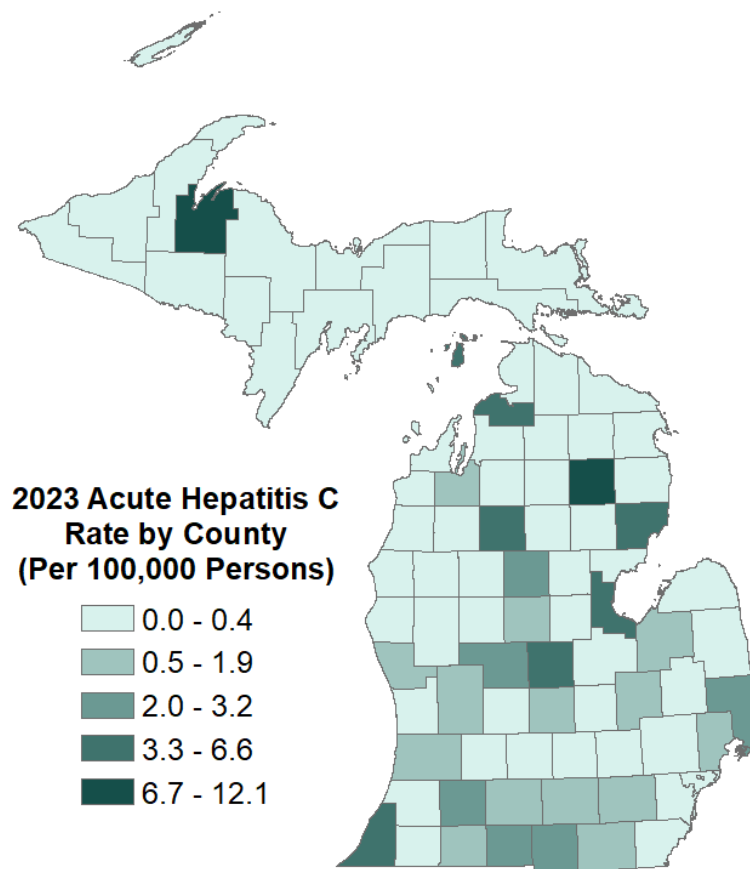 2023 Acute Hepatitis C
Rate by County
(Per 100,000 Persons)
0.0 - 0.4
0.5 - 1.9
2.0 - 3.2
3.3 - 6.6
6.7 - 12.1